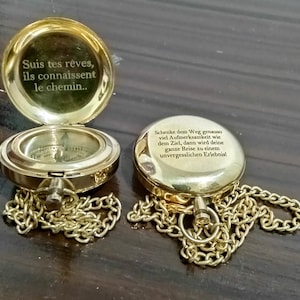 Suis tes rêves,
ils connaissent
le chemin..
Schenke dem Weg genauso
viel Aufmerksamkeit wie
dem Ziel, dann wird deine
ganze Reise zu einem
unvergesslichen Erlebnis!